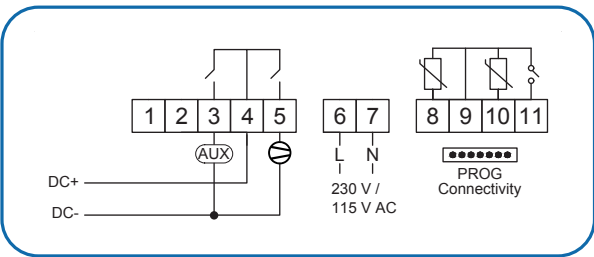 1 2 3 4 5 6 7 8 9 10 11
AUX
L N
DC+
DC-
230 V /
115 V AC
PROG
Connectivity